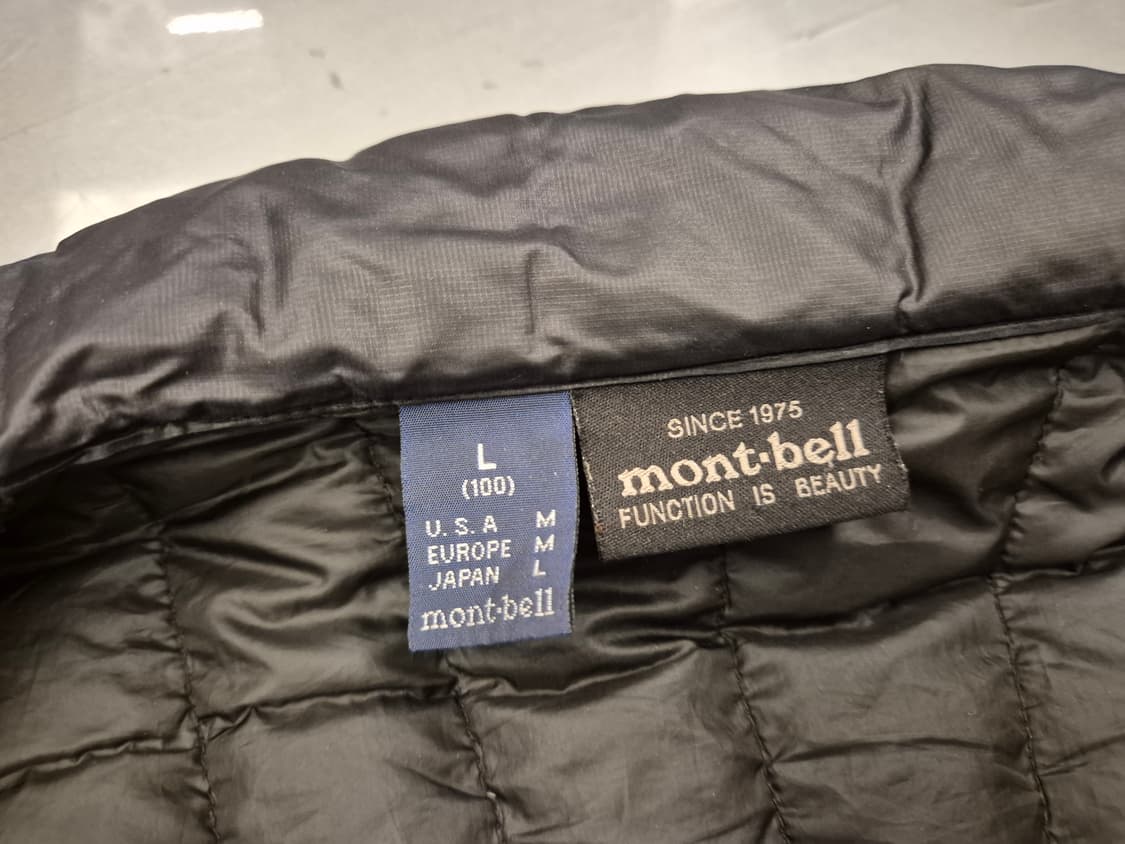 L
(100)
U.S.A M
EUROPE M
JAPAN L
mont·bell
SINCE 1975
mont·bell
FUNCTION IS BEAUTY